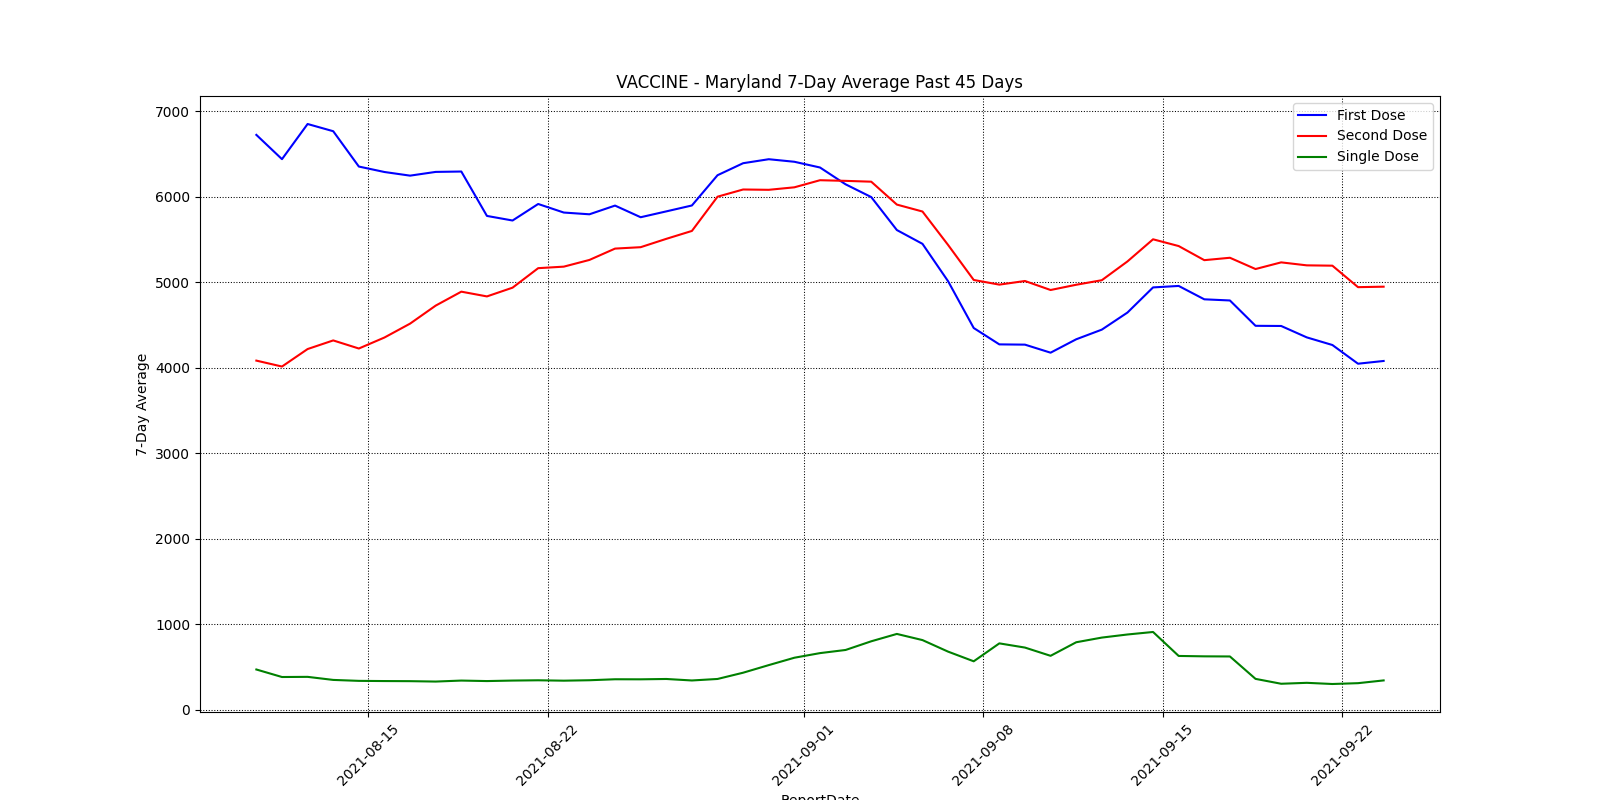 VACCINE - Maryland 7-Day Average Past 45 Days
First Dose
Second Dose
Single Dose
7-Day Average
7000
6000
5000
4000
3000
2000
1000
0
2021-08-15
2021-08-22
2021-09-01
2021-09-08
2021-09-15
2021-09-22
ReportDate